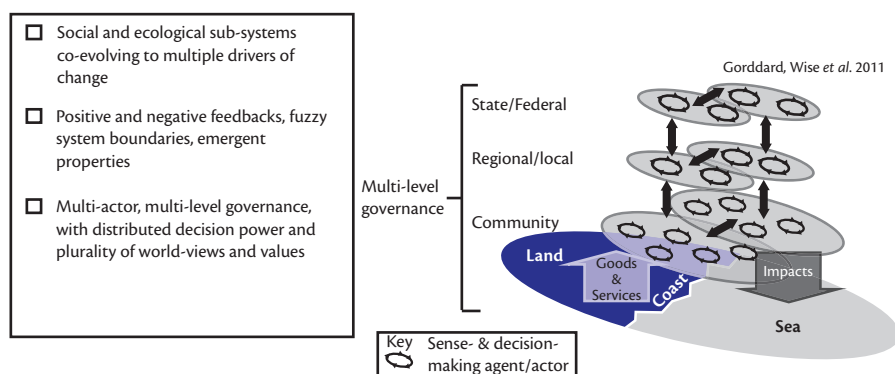 Social and ecological sub-systems
co-evolving to multiple drivers of
change
Positive and negative feedbacks, fuzzy
system boundaries, emergent
properties
Multi-actor, multi-level governance,
with distributed decision power and
plurality of world-views and values
Multi-level
governance
Gorddard, Wise et al. 2011
State/Federal
Regional/local
Community
Land
Goods
&
Services
Coast
Impacts
Sea
Key
Sense- & decision-
making agent/actor